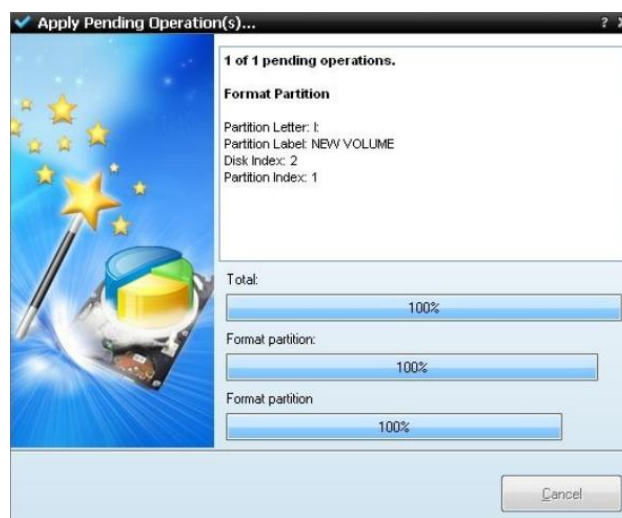 Apply Pending Operation(s)...
?
1 of 1 pending operations.
Format Partition
Partition Letter: I:
Partition Label: NEW VOLUME
Disk Index: 2
Partition Index: 1
Total:
100%
Format partition:
100%
Format partition
100%
Cancel